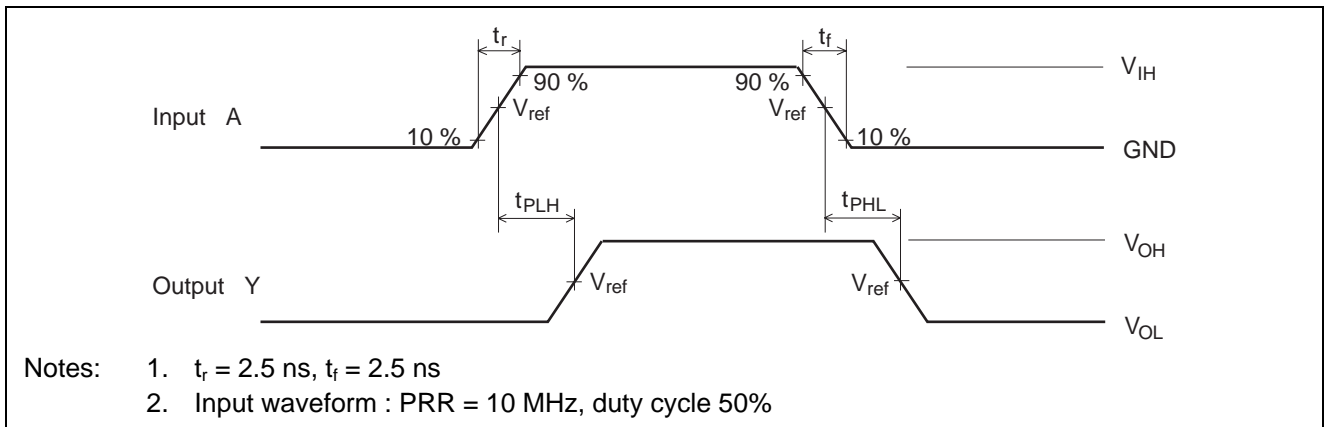 tr tf
90 % 90 % VIH
Input A Vref Vref
10 % 10 % GND
tPLH tPHL
VOH
Output Y Vref Vref
VOL
Notes: 1. tr = 2.5 ns, tf = 2.5 ns
2. Input waveform : PRR = 10 MHz, duty cycle 50%